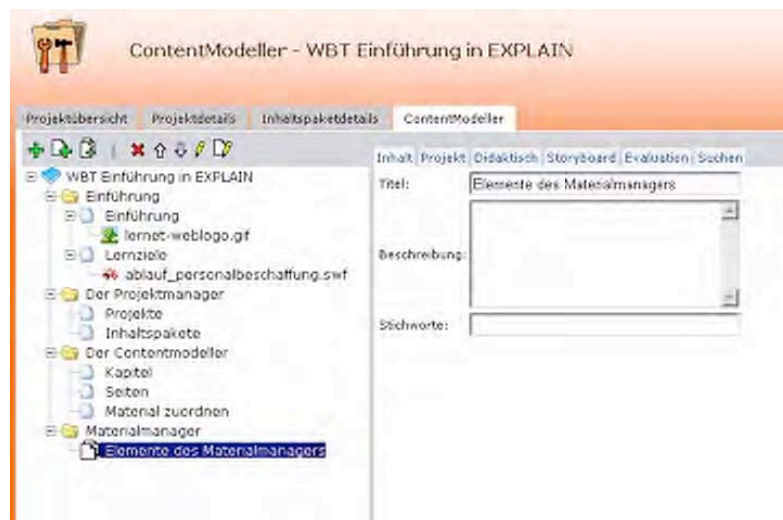 ContentModeller - WBT Einführung in EXPLAIN
Projektübersicht Projektdetails Inhaltspaketdetails ContentModeller
Inhalt Projekt Didaktisch Storyboard Evaluation Suchen
WBT Einführung in EXPLAIN
Einführung
Einführung
lernet-weblogo.gif
Lernziele
ablauf_personalbeschaffung.swf
Der Projektmanager
Projekte
Inhaltspakete
Der Contentmodeller
Kapitel
Seiten
Material zuordnen
Materialmanager
Elemente des Materialmanagers
Titel: Elemente des Materialmanagers
Beschreibung:
Stichworte: